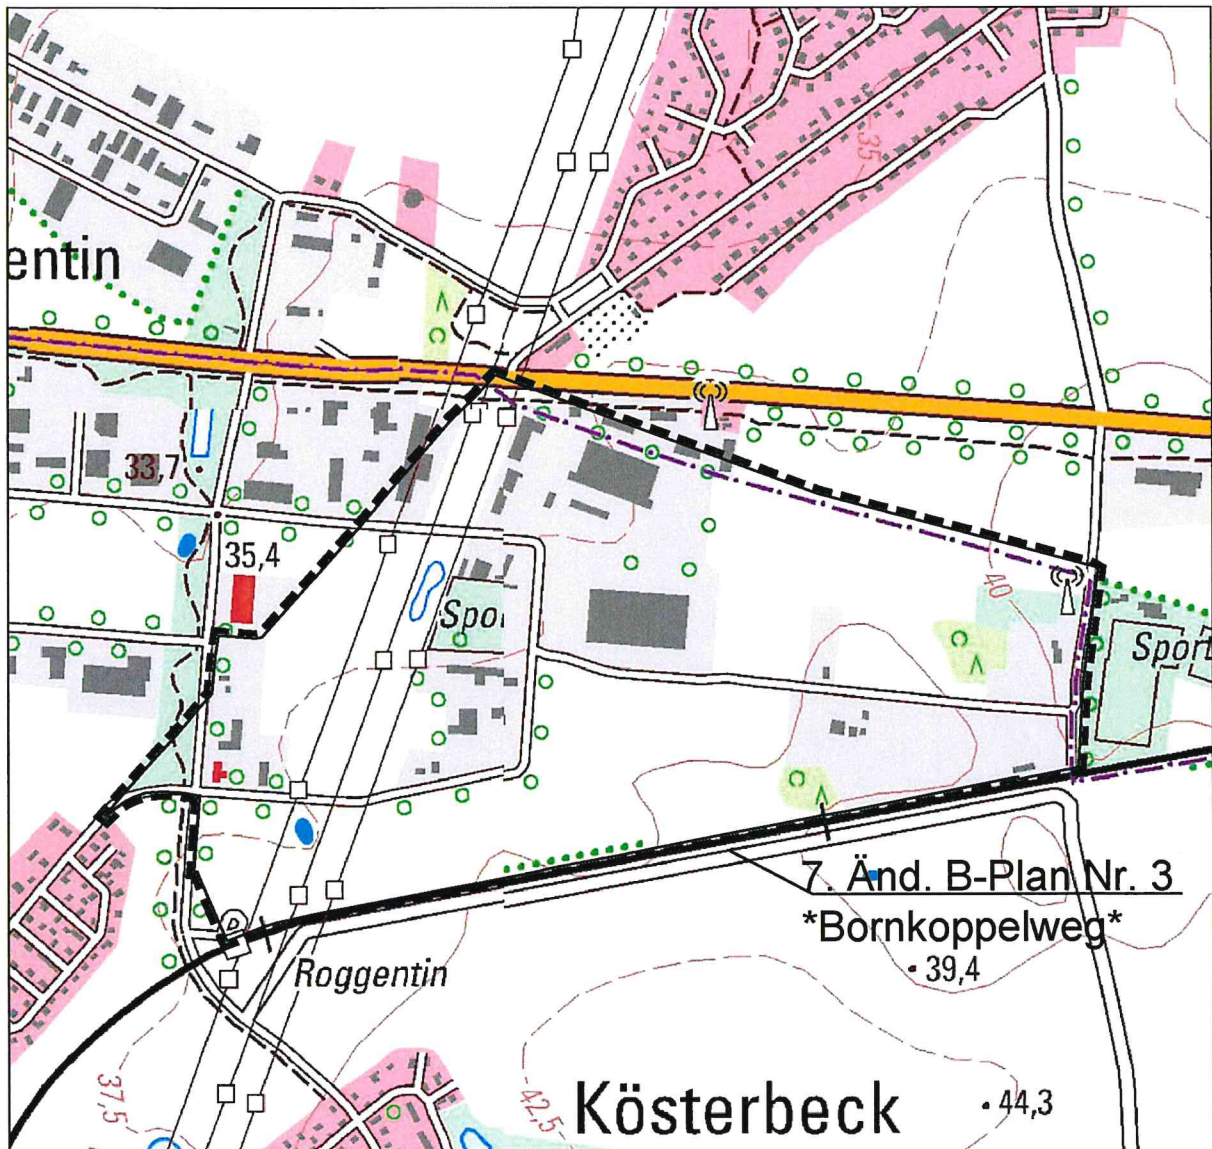 35
entin
33,7
35,4
Spo
40
Sport
7. Änd. B-Plan Nr. 3
*Bornkoppelweg*
39,4
Roggentin
37,5
42,5
Kösterbeck
44,3